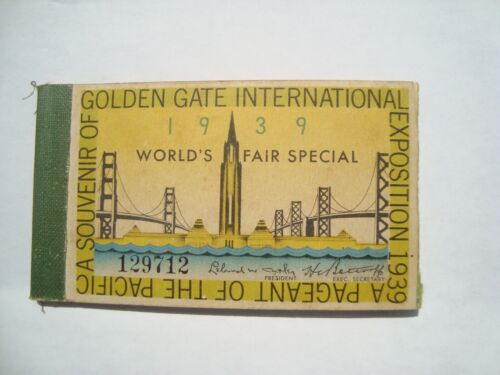 A SOUVENIR OF
GOLDEN GATE INTERNATIONAL
EXPOSITION 1939
A PAGEANT OF THE PACIFIC
1939
WORLD'S FAIR SPECIAL
129712
PRESIDENT
EXEC. SECRETARY